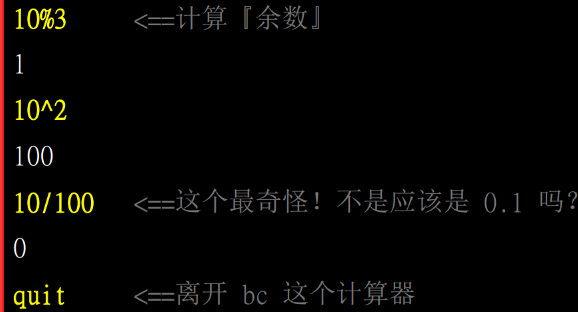 10%3 <==计算『余数』
1
10^2
100
10/100 <==这个最奇怪！不是应该是 0.1 吗？
0
quit <==离开 bc 这个计算器